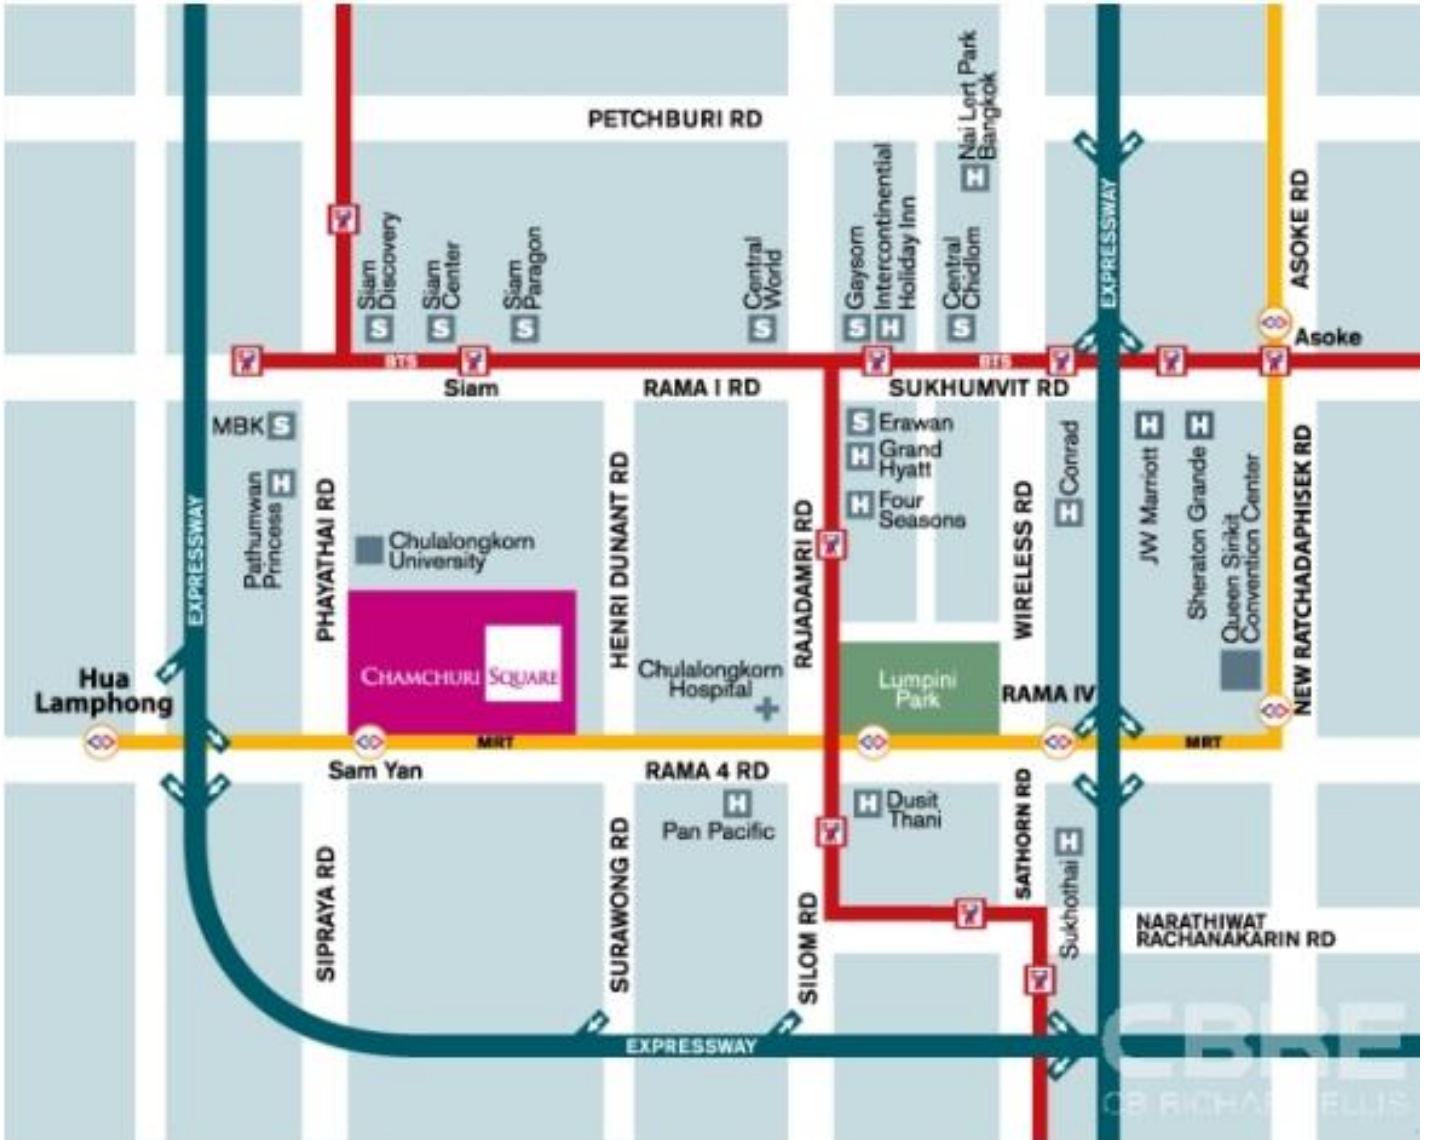 PETCHBURI RD
Nai Lert Park
Bangkok
EXPRESSWAY
ASOKE RD
Siam
Discovery
S
Siam
Center
S
Siam
Paragon
S
Central
World
S
Gaysorn
S
Intercontinental
Holiday Inn
H
Central
Chidlom
S
H
Asoke
BTS
BTS
Siam
RAMA I RD
SUKHUMVIT RD
MBK S
Pathumwan
Princess
H
EXPRESSWAY
PHAYATHAI RD
Chulalongkorn
University
HENRI DUNANT RD
RAJADAMRI RD
S Erawan
H Grand
Hyatt
H Four
Seasons
WIRELESS RD
Conrad
H
JW Marriott
H
Sheraton Grande
H
Queen Sirikit
Convention Center
NEW RATCHADAPHISEK RD
CHAMCHURI SQUARE
Chulalongkorn
Hospital
Lumpini
Park
RAMA IV
Hua
Lamphong
MRT
MRT
Sam Yan
RAMA 4 RD
H
Pan Pacific
H Dusit
Thani
SATHORN RD
H
Sukhothai
SIPRAYA RD
SURAWONG RD
SILOM RD
NARATHIWAT
RACHANAKARIN RD
EXPRESSWAY
CBRE
CB RICHARD ELLIS